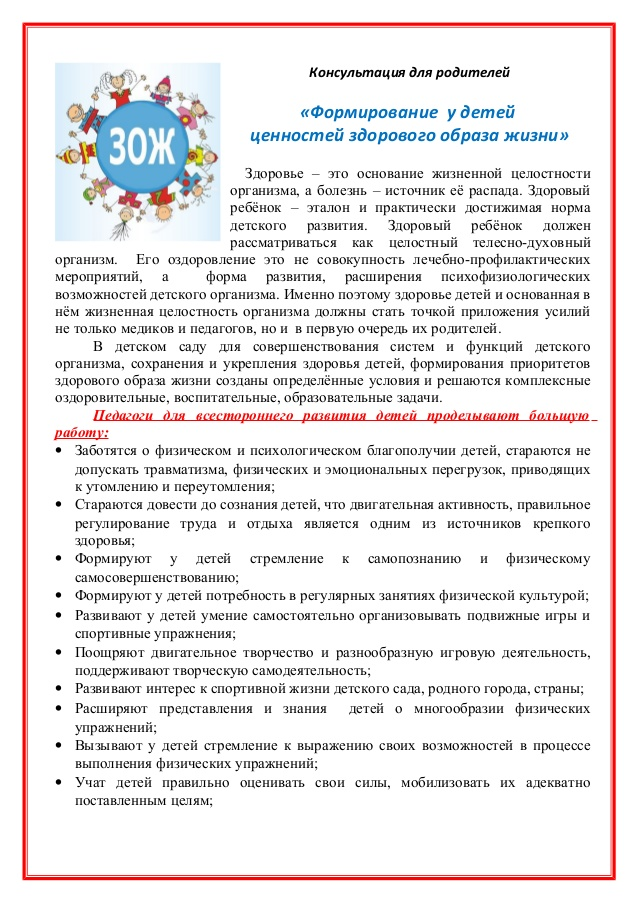 Консультация для родителей
«Формирование у детей
ценностей здорового образа жизни»
ЗОЖ
Здоровье – это основание жизненной целостности
организма, а болезнь – источник её распада. Здоровый
ребёнок – эталон и практически достижимая норма
детского развития. Здоровый ребёнок должен
рассматриваться как целостный телесно-духовный
организм. Его оздоровление это не совокупность лечебно-профилактических
мероприятий, а форма развития, расширения психофизиологических
возможностей детского организма. Именно поэтому здоровье детей и основанная в
нём жизненная целостность организма должны стать точкой приложения усилий
не только медиков и педагогов, но и в первую очередь их родителей.
В детском саду для совершенствования систем и функций детского
организма, сохранения и укрепления здоровья детей, формирования приоритетов
здорового образа жизни созданы определённые условия и решаются комплексные
оздоровительные, воспитательные, образовательные задачи.
Педагоги для всестороннего развития детей проделывают большую
работу:
• Заботятся о физическом и психологическом благополучии детей, стараются не
допускать травматизма, физических и эмоциональных перегрузок, приводящих
к утомлению и переутомления;
• Стараются довести до сознания детей, что двигательная активность, правильное
регулирование труда и отдыха является одним из источников крепкого
здоровья;
• Формируют у детей стремление к самопознанию и физическому
самосовершенствованию;
• Формируют у детей потребность в регулярных занятиях физической культурой;
• Развивают у детей умение самостоятельно организовывать подвижные игры и
спортивные упражнения;
• Поощряют двигательное творчество и разнообразную игровую деятельность,
поддерживают творческую самодеятельность;
• Развивают интерес к спортивной жизни детского сада, родного города, страны;
• Расширяют представления и знания детей о многообразии физических
упражнений;
• Вызывают у детей стремление к выражению своих возможностей в процессе
выполнения физических упражнений;
• Учат детей правильно оценивать свои силы, мобилизовать их адекватно
поставленным целям;